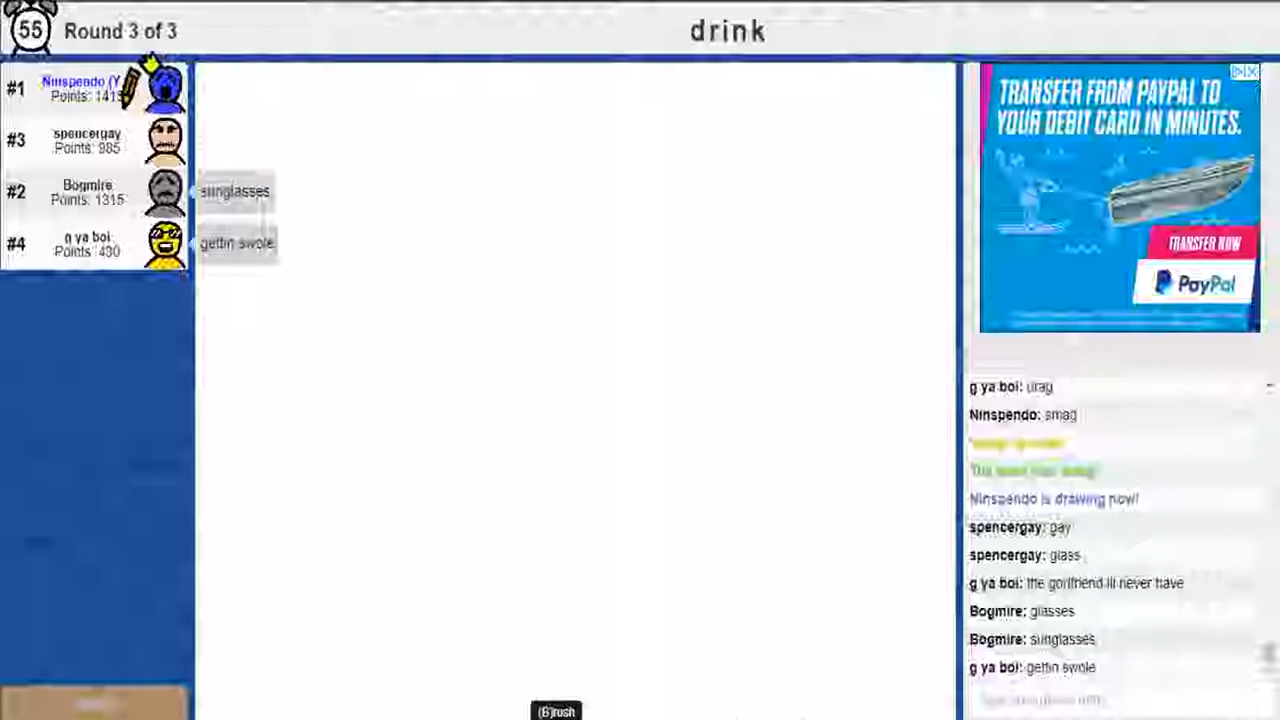 55
Round 3 of 3
drink
#1
Ninspendo (Y
Points: 1415
#3
spencergay
Points: 985
#2
Bogmire
Points: 1315
#4
g ya boi
Points: 430
sunglasses
gettin swole
TRANSFER FROM PAYPAL TO
YOUR DEBIT CARD IN MINUTES.
TRANSFER NOW
PayPal
g ya boi: drag
Ninspendo: smag
Ninspendo is drawing now!
spencergay: gay
spencergay: glass
g ya boi: the gorlfriend ill never have
Bogmire: glasses
Bogmire: sunglasses
g ya boi: gettin swole
(B)rush